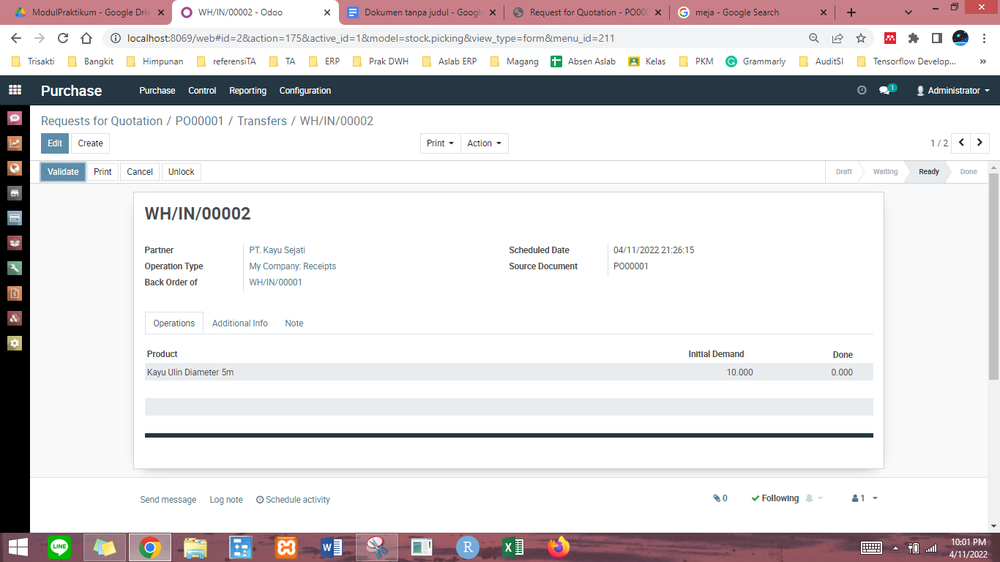 ModulPraktikum - Google Driv
WH/IN/00002 - Odoo
Dokumen tanpa judul - Google
Request for Quotation - PO000
meja - Google Search
localhost:8069/web#id=2&action=175&active_id=1&model=stock.picking&view_type=form&menu_id=211
Trisakti Bangkit Himpunan referensiTA TA ERP Prak DWH Aslab ERP Magang Absen Aslab Kelas PKM Grammarly AuditSI Tensorflow Develop... »
Purchase Purchase Control Reporting Configuration 1 Administrator
Requests for Quotation / PO00001 / Transfers / WH/IN/00002
Edit Create Print Action 1 / 2
Validate Print Cancel Unlock Draft Waiting Ready Done
WH/IN/00002
Partner PT. Kayu Sejati Scheduled Date 04/11/2022 21:26:15
Operation Type My Company: Receipts Source Document PO00001
Back Order of WH/IN/00001
Operations Additional Info Note
Product Initial Demand Done
Kayu Ulin Diameter 5m 10.000 0.000
Send message Log note Schedule activity 0 Following 1
LINE
W
R
X
10:01 PM
4/11/2022